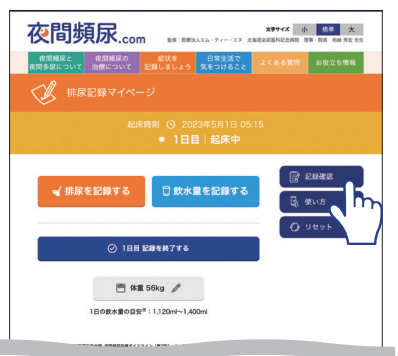 夜間頻尿.com
文字サイズ 小 標準 大
夜間頻尿と 夜間多尿について
夜間頻尿の 治療について
症状を 記録しましょう
日常生活で 気をつけること
よくある質問
お役立ち情報
排尿記録マイページ
起床時刻 2023年5月1日 05:15
1日目｜起床中
排尿を記録する
飲水量を記録する
記録確認
使い方
リセット
1日目 記録を終了する
体重 56kg
1日の飲水量の目安※：1,120ml〜1,400ml